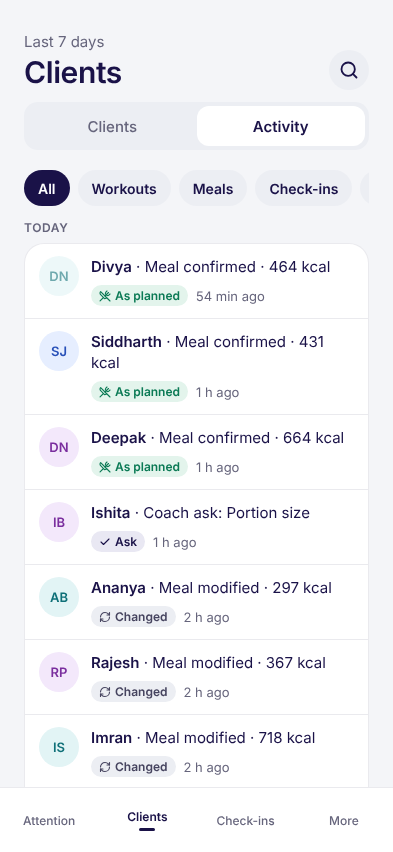 Last 7 days
Clients
Clients
Activity
All
Workouts
Meals
Check-ins
TODAY
DN
Divya · Meal confirmed · 464 kcal
As planned
54 min ago
SJ
Siddharth · Meal confirmed · 431
kcal
As planned
1 h ago
DN
Deepak · Meal confirmed · 664 kcal
As planned
1 h ago
IB
Ishita · Coach ask: Portion size
Ask
1 h ago
AB
Ananya · Meal modified · 297 kcal
Changed
2 h ago
RP
Rajesh · Meal modified · 367 kcal
Changed
2 h ago
IS
Imran · Meal modified · 718 kcal
Changed
2 h ago
Attention
Clients
Check-ins
More